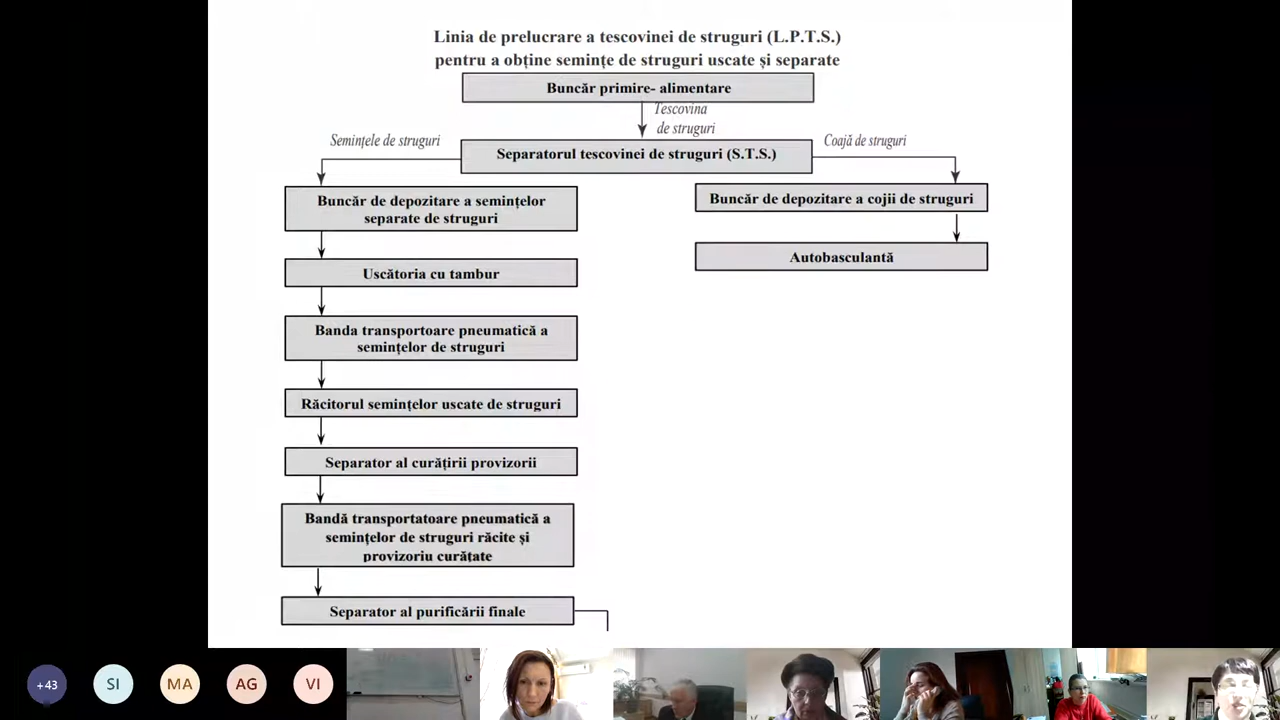 Linia de prelucrare a tescovinei de struguri (L.P.T.S.)
pentru a obține semințe de struguri uscate și separate
Buncăr primire- alimentare
Tescovina
de struguri
Semințele de struguri
Separatorul tescovinei de struguri (S.T.S.)
Coajă de struguri
Buncăr de depozitare a semințelor
separate de struguri
Buncăr de depozitare a cojii de struguri
Uscătoria cu tambur
Autobasculantă
Banda transportoare pneumatică a
semințelor de struguri
Răcitorul semințelor uscate de struguri
Separator al curățirii provizorii
Bandă transportatoare pneumatică a
semințelor de struguri răcite și
provizoriu curățate
Separator al purificării finale
+43
SI
MA
AG
VI